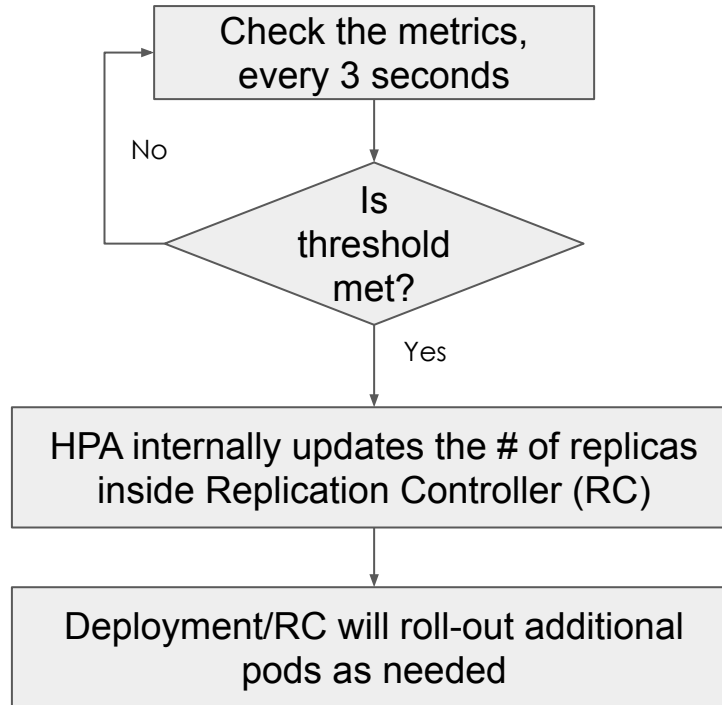 Check the metrics,
every 3 seconds
No
Is
threshold
met?
Yes
HPA internally updates the # of replicas
inside Replication Controller (RC)
Deployment/RC will roll-out additional
pods as needed